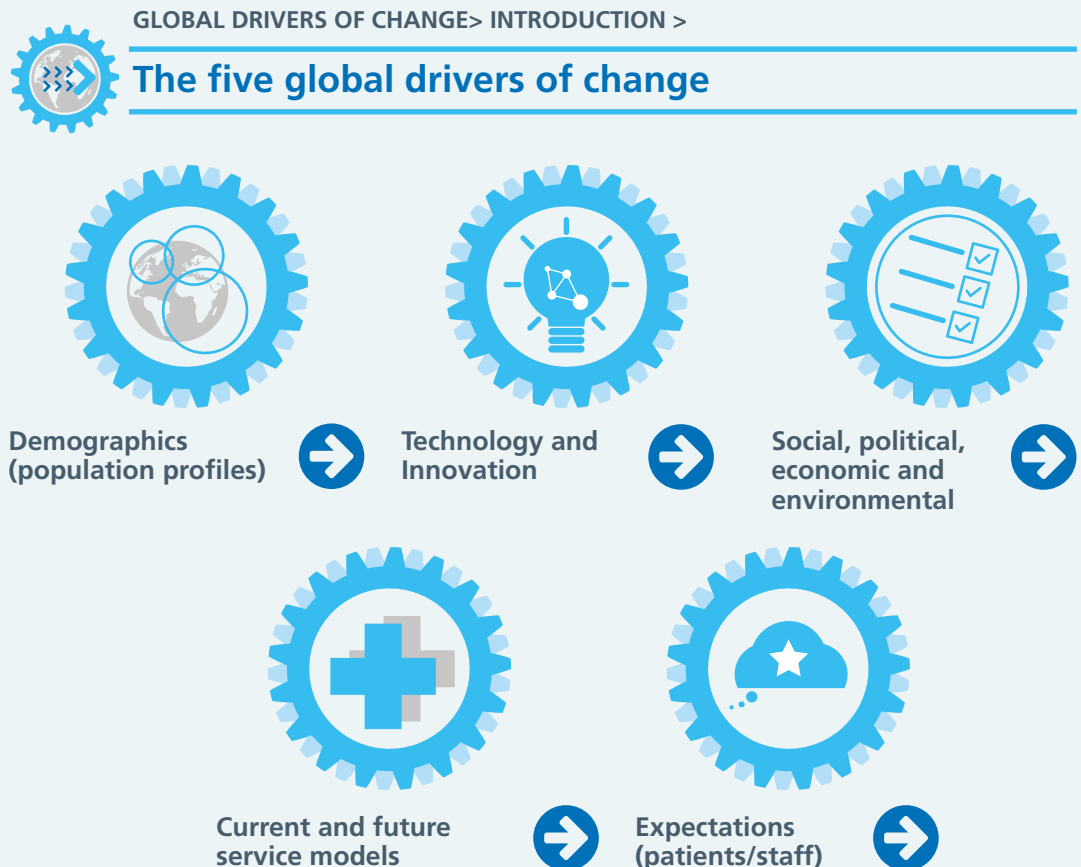 GLOBAL DRIVERS OF CHANGE> INTRODUCTION >
The five global drivers of change
Demographics
(population profiles)
Technology and
Innovation
Social, political,
economic and
environmental
Current and future
service models
Expectations
(patients/staff)